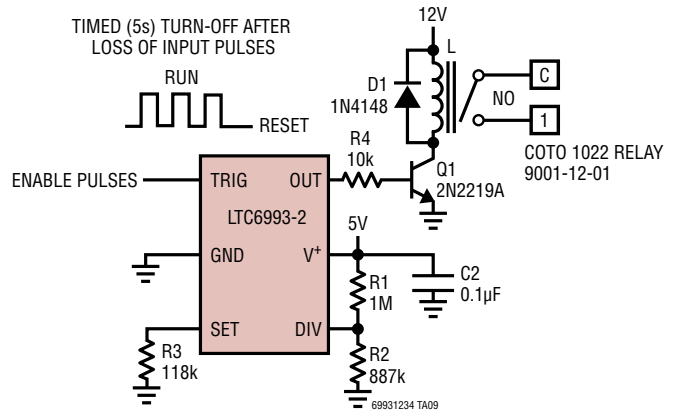 TIMED (5s) TURN-OFF AFTER
LOSS OF INPUT PULSES
RUN
RESET
12V
L
D1
1N4148
C
NO
1
COTO 1022 RELAY
9001-12-01
R4
10k
Q1
2N2219A
ENABLE PULSES
TRIG
OUT
LTC6993-2
5V
GND
V+
C2
0.1µF
R1
1M
SET
DIV
R3
118k
R2
887k
69931234 TA09